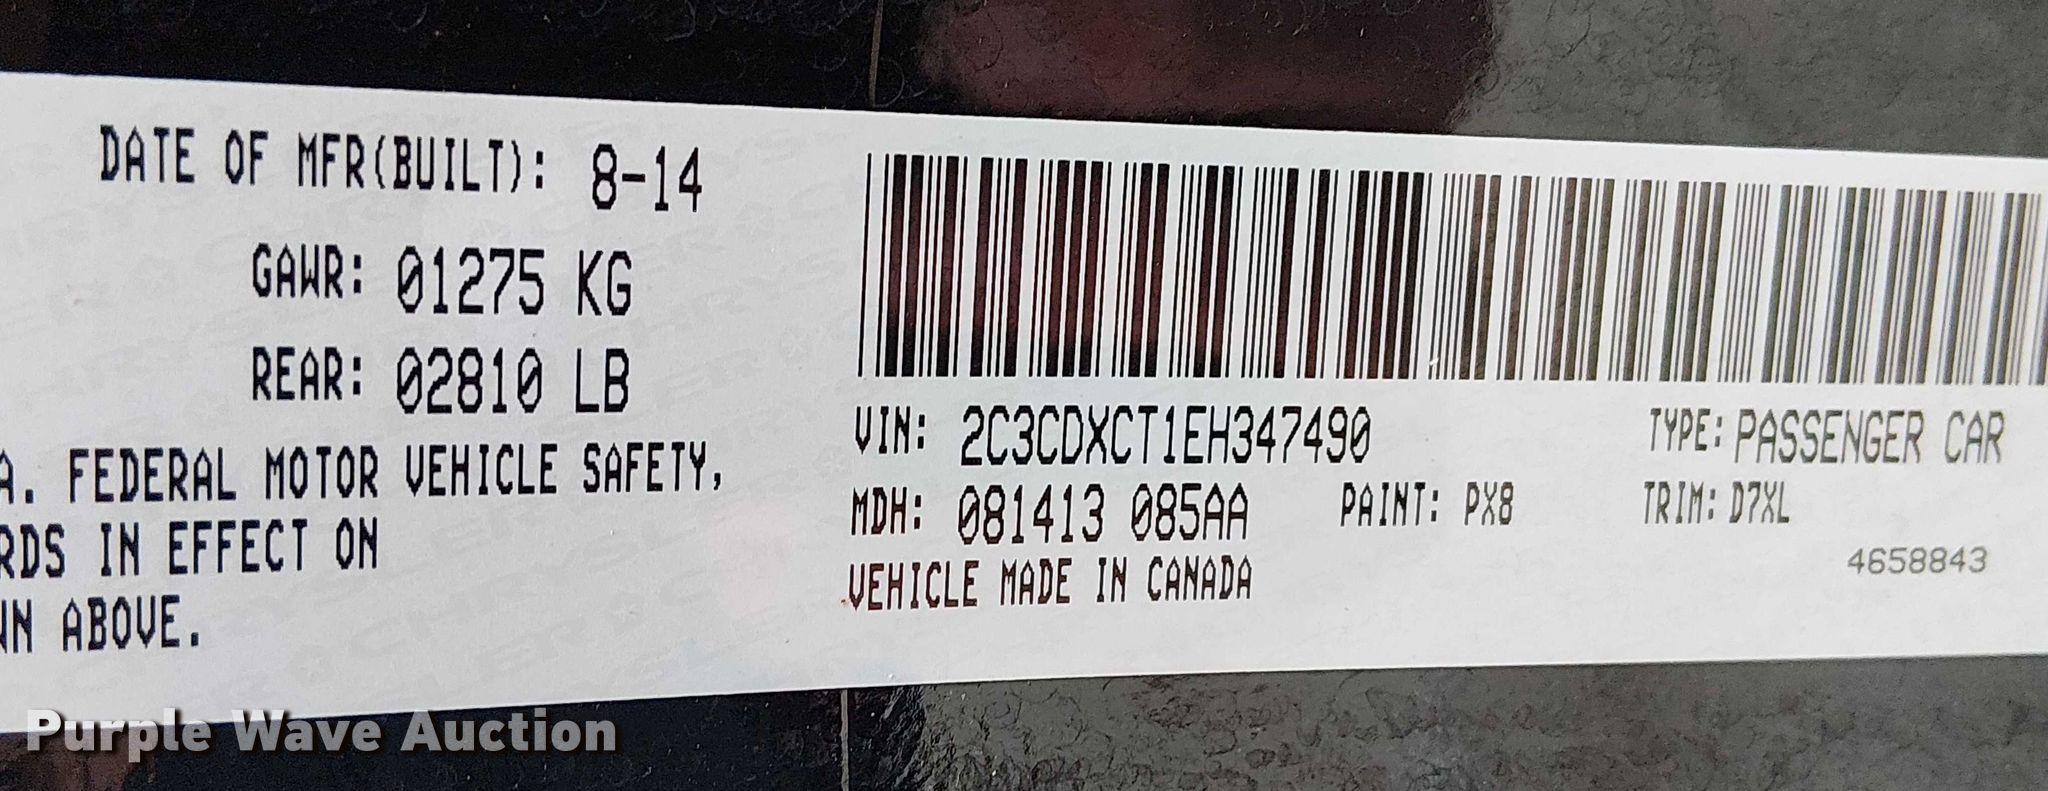 DATE OF MFR(BUILT): 8-14
GAWR: 01275 KG
REAR: 02810 LB
A. FEDERAL MOTOR VEHICLE SAFETY,
RDS IN EFFECT ON
WN ABOVE.
VIN: 2C3CDXCT1EH347490
TYPE: PASSENGER CAR
MDH: 081413 085AA
PAINT: PX8
TRIM: D7XL
VEHICLE MADE IN CANADA
4658843
Purple Wave Auction